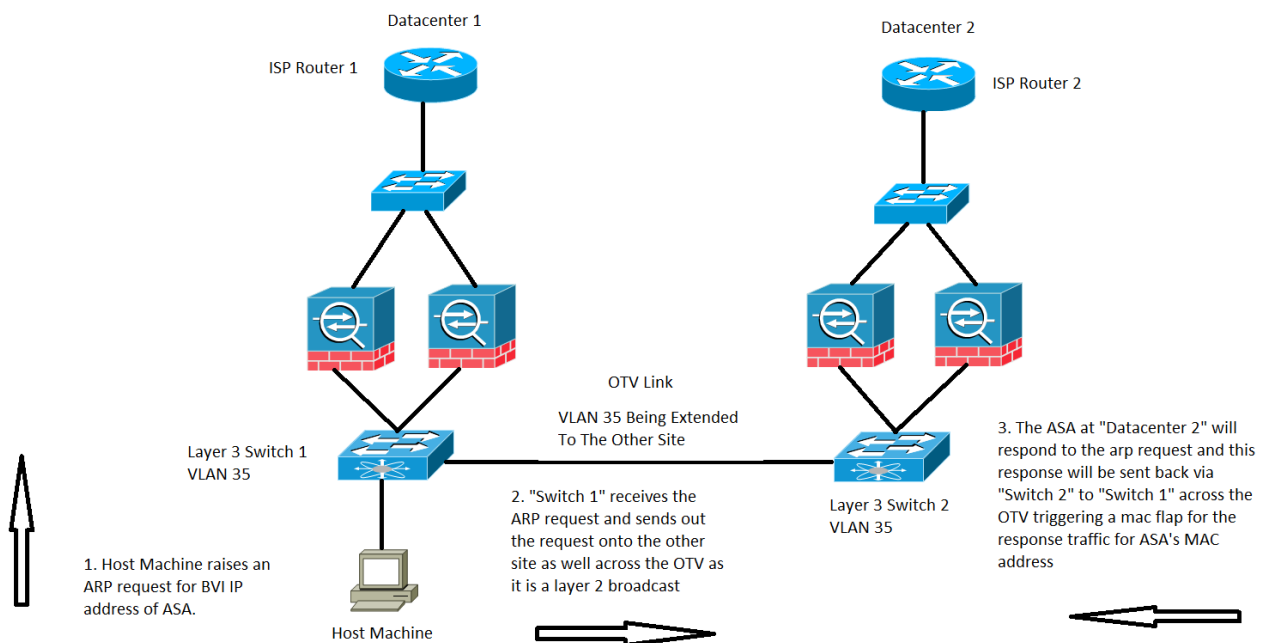 Datacenter 1
Datacenter 2
ISP Router 1
ISP Router 2
OTV Link
VLAN 35 Being Extended
To The Other Site
Layer 3 Switch 1
VLAN 35
Layer 3 Switch 2
VLAN 35
1. Host Machine raises an
ARP request for BVI IP
address of ASA.
Host Machine
2. "Switch 1" receives the
ARP request and sends out
the request onto the other
site as well across the OTV as
it is a layer 2 broadcast
3. The ASA at "Datacenter 2" will
respond to the arp request and this
response will be sent back via
"Switch 2" to "Switch 1" across the
OTV triggering a mac flap for the
response traffic for ASA's MAC
address